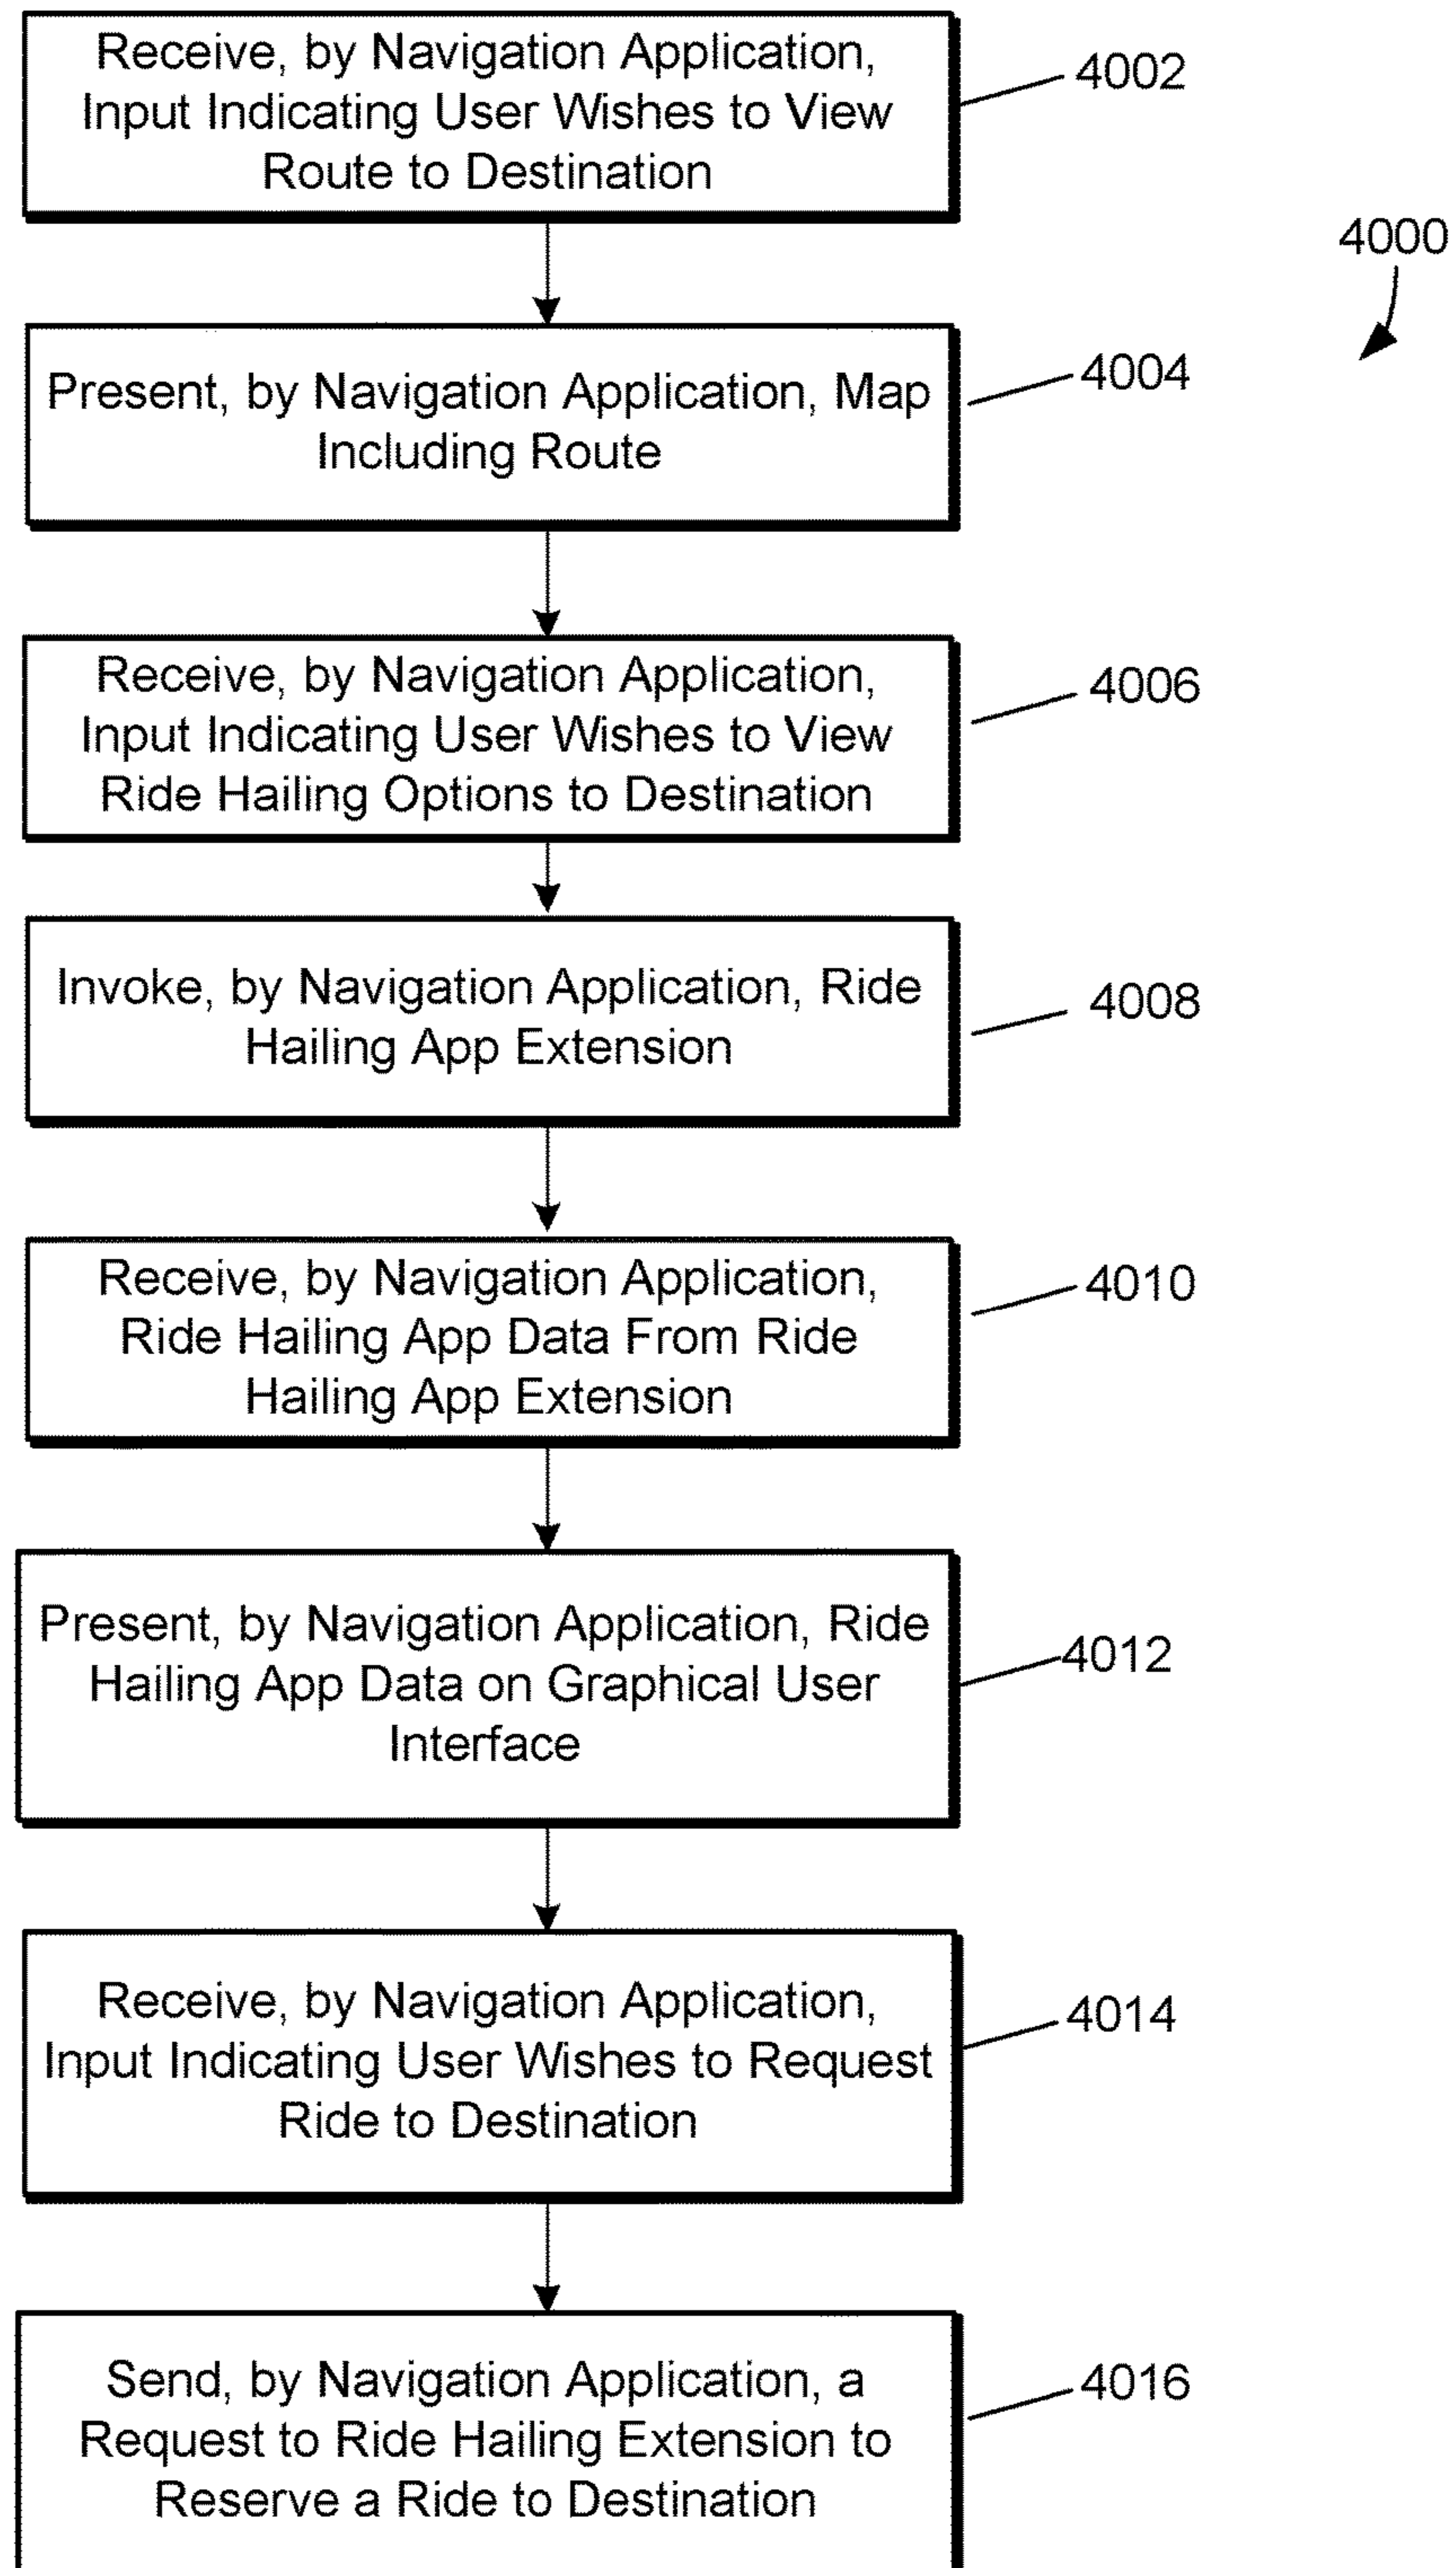 Receive, by Navigation Application,
Input Indicating User Wishes to View
Route to Destination
4002
4000
Present, by Navigation Application, Map
Including Route
4004
Receive, by Navigation Application,
Input Indicating User Wishes to View
Ride Hailing Options to Destination
4006
Invoke, by Navigation Application, Ride
Hailing App Extension
4008
Receive, by Navigation Application,
Ride Hailing App Data From Ride
Hailing App Extension
4010
Present, by Navigation Application, Ride
Hailing App Data on Graphical User
Interface
4012
Receive, by Navigation Application,
Input Indicating User Wishes to Request
Ride to Destination
4014
Send, by Navigation Application, a
Request to Ride Hailing Extension to
Reserve a Ride to Destination
4016